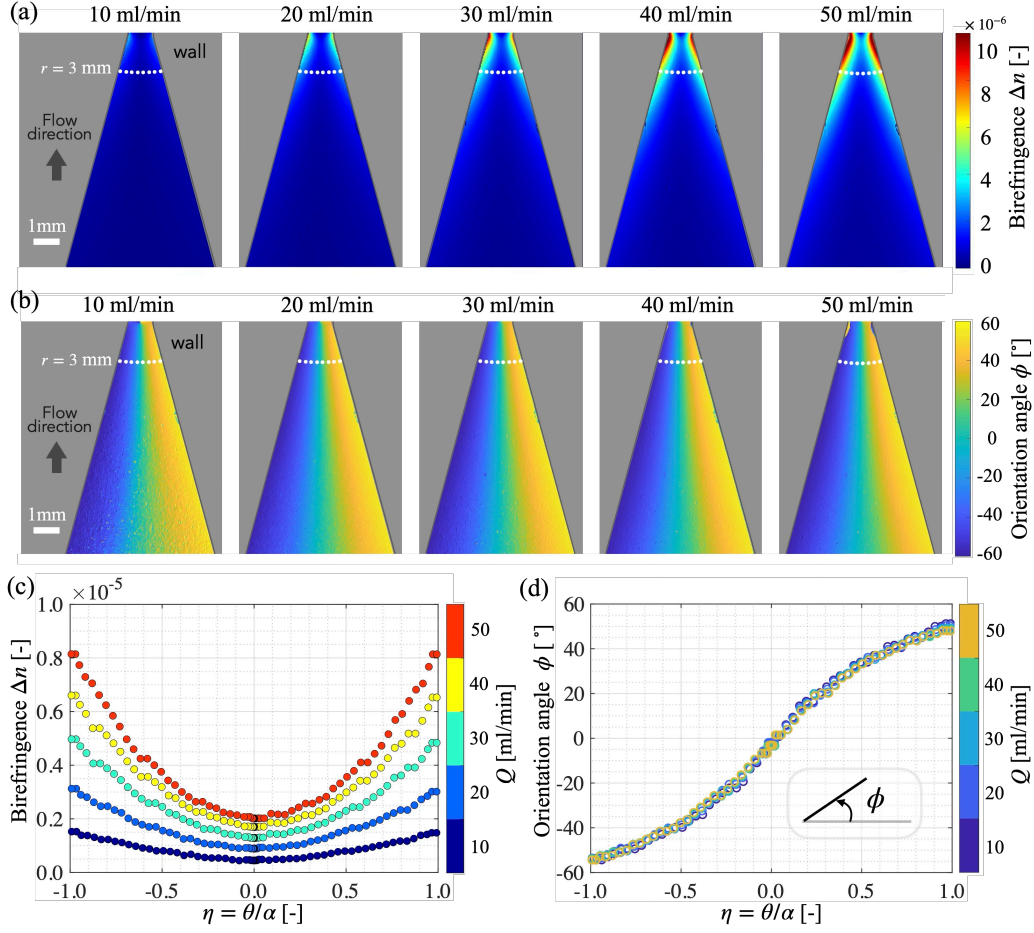 (a)
10 ml/min 20 ml/min 30 ml/min 40 ml/min 50 ml/min
wall
r = 3 mm
Flow
direction
1mm
× 10⁻⁶
10
8
6
4
2
0
Birefringence Δn [-]
(b)
10 ml/min 20 ml/min 30 ml/min 40 ml/min 50 ml/min
wall
r = 3 mm
Flow
direction
1mm
60
40
20
0
-20
-40
-60
Orientation angle ϕ [°]
(c)
×10⁻⁵
1.0
0.8
0.6
0.4
0.2
0
Birefringence Δn [-]
-1.0 -0.5 0.0 0.5 1.0
η = θ/α [-]
50
40
30
20
10
Q [ml/min]
(d)
60
40
20
0
-20
-40
-60
Orientation angle ϕ [°]
ϕ
-1.0 -0.5 0.0 0.5 1.0
η = θ/α [-]
50
40
30
20
10
Q [ml/min]